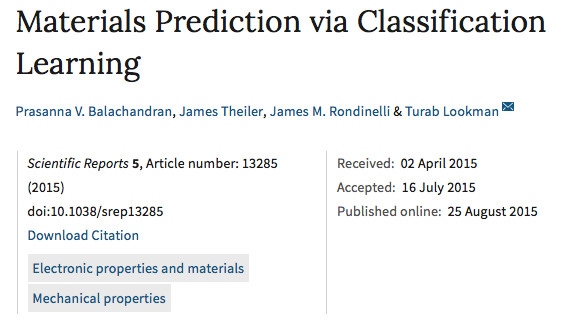 Materials Prediction via Classification
Learning
Prasanna V. Balachandran, James Theiler, James M. Rondinelli & Turab Lookman
Scientific Reports 5, Article number: 13285
(2015)
doi:10.1038/srep13285
Download Citation
Electronic properties and materials
Mechanical properties
Received: 02 April 2015
Accepted: 16 July 2015
Published online: 25 August 2015